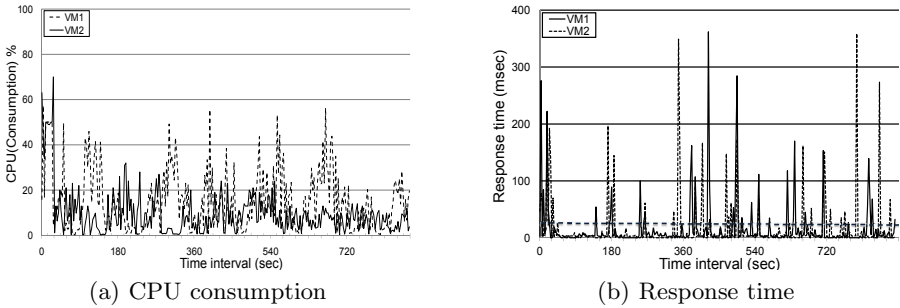 100
80
60
40
20
0
CPU(Consumption) %
VM1
VM2
0 180 360 540 720
Time interval (sec)
(a) CPU consumption
400
300
200
100
0
Response time (msec)
VM1
VM2
0 180 360 540 720
Time interval (sec)
(b) Response time